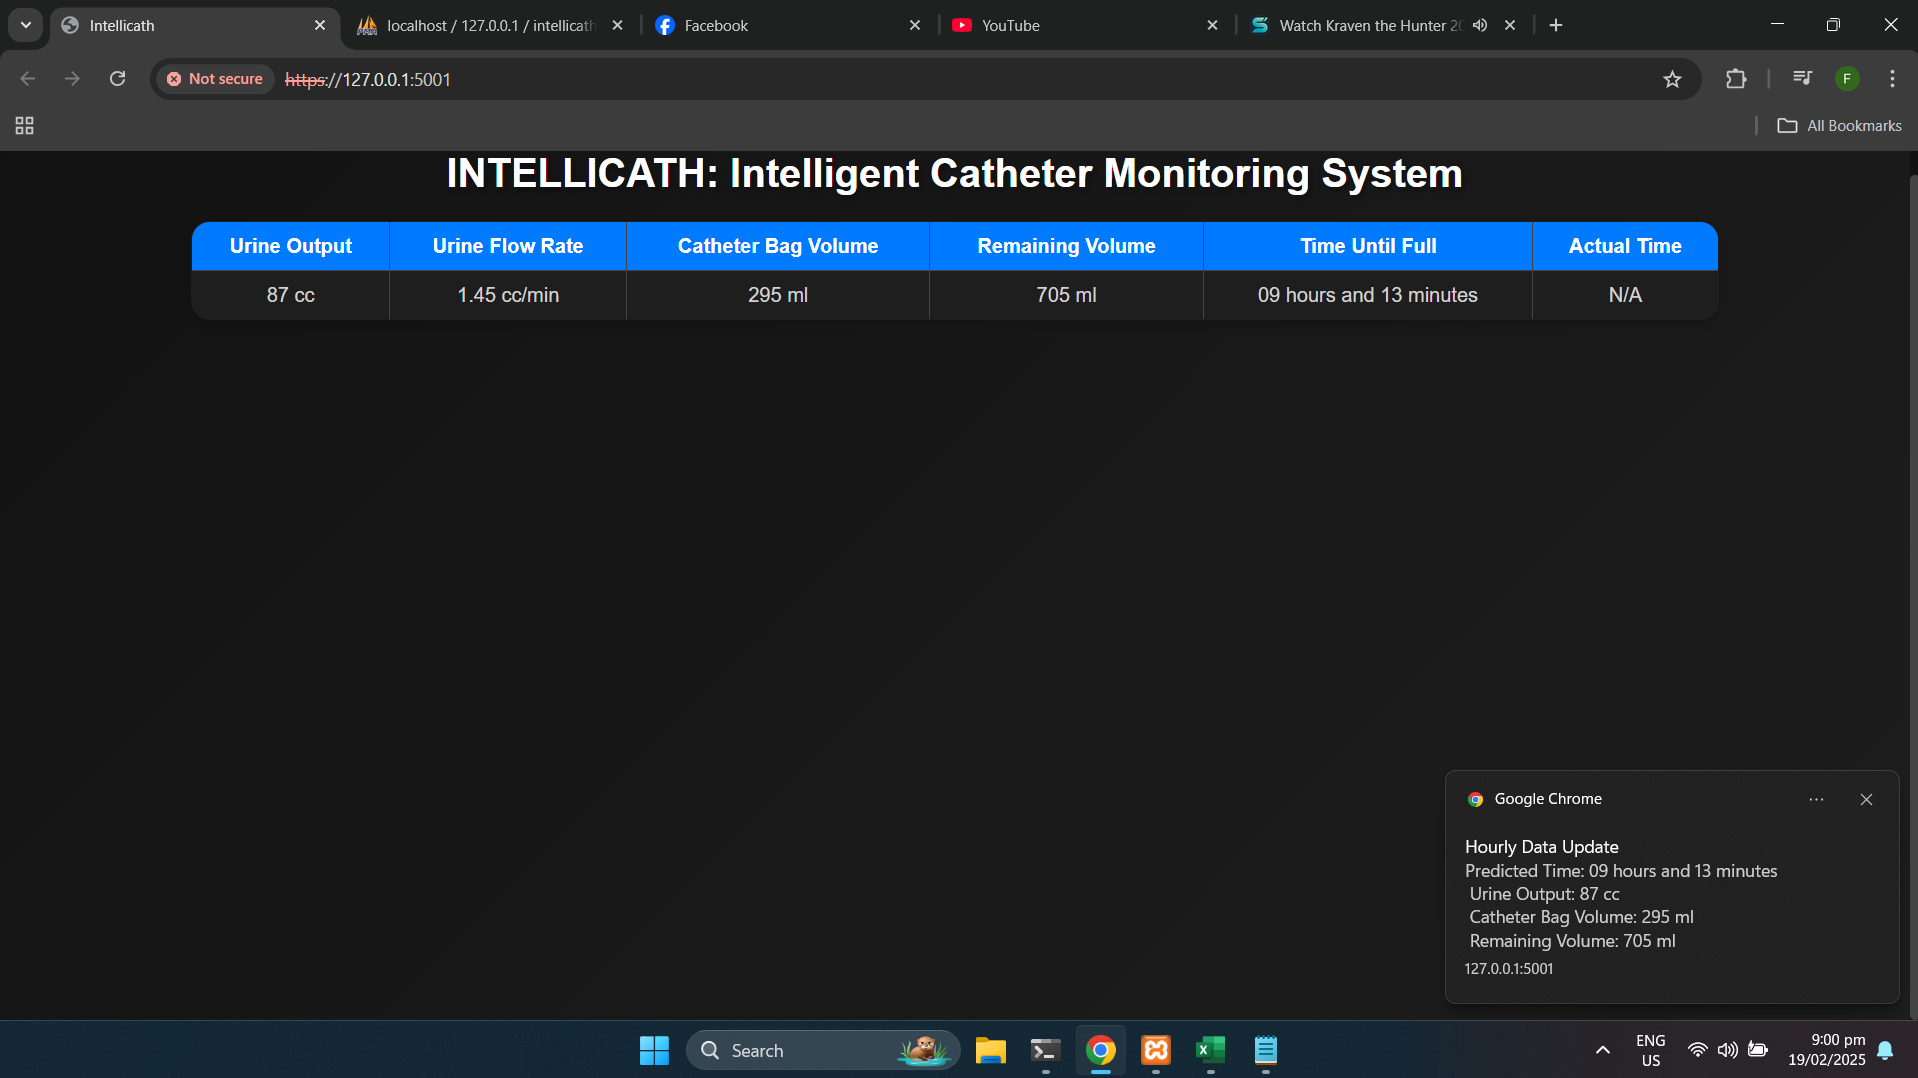 Intellicath
localhost / 127.0.0.1 / intellicath
Facebook
YouTube
Watch Kraven the Hunter 20
Not secure
https://127.0.0.1:5001
F
All Bookmarks
INTELLICATH: Intelligent Catheter Monitoring System
Urine Output Urine Flow Rate Catheter Bag Volume Remaining Volume Time Until Full Actual Time
87 cc 1.45 cc/min 295 ml 705 ml 09 hours and 13 minutes N/A
Google Chrome
Hourly Data Update
Predicted Time: 09 hours and 13 minutes
Urine Output: 87 cc
Catheter Bag Volume: 295 ml
Remaining Volume: 705 ml
127.0.0.1:5001
Search
ENG
US
9:00 pm
19/02/2025